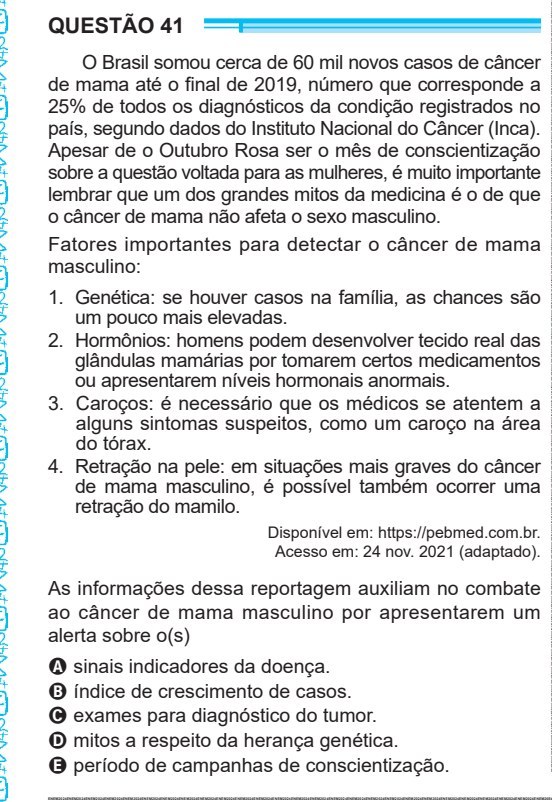 QUESTÃO 41
O Brasil somou cerca de 60 mil novos casos de câncer
de mama até o final de 2019, número que corresponde a
25% de todos os diagnósticos da condição registrados no
país, segundo dados do Instituto Nacional do Câncer (Inca).
Apesar de o Outubro Rosa ser o mês de conscientização
sobre a questão voltada para as mulheres, é muito importante
lembrar que um dos grandes mitos da medicina é o de que
o câncer de mama não afeta o sexo masculino.
Fatores importantes para detectar o câncer de mama
masculino:
1. Genética: se houver casos na família, as chances são
um pouco mais elevadas.
2. Hormônios: homens podem desenvolver tecido real das
glândulas mamárias por tomarem certos medicamentos
ou apresentarem níveis hormonais anormais.
3. Caroços: é necessário que os médicos se atentem a
alguns sintomas suspeitos, como um caroço na área
do tórax.
4. Retração na pele: em situações mais graves do câncer
de mama masculino, é possível também ocorrer uma
retração do mamilo.
Disponível em: https://pebmed.com.br.
Acesso em: 24 nov. 2021 (adaptado).
As informações dessa reportagem auxiliam no combate
ao câncer de mama masculino por apresentarem um
alerta sobre o(s)
A sinais indicadores da doença.
B índice de crescimento de casos.
C exames para diagnóstico do tumor.
D mitos a respeito da herança genética.
E período de campanhas de conscientização.